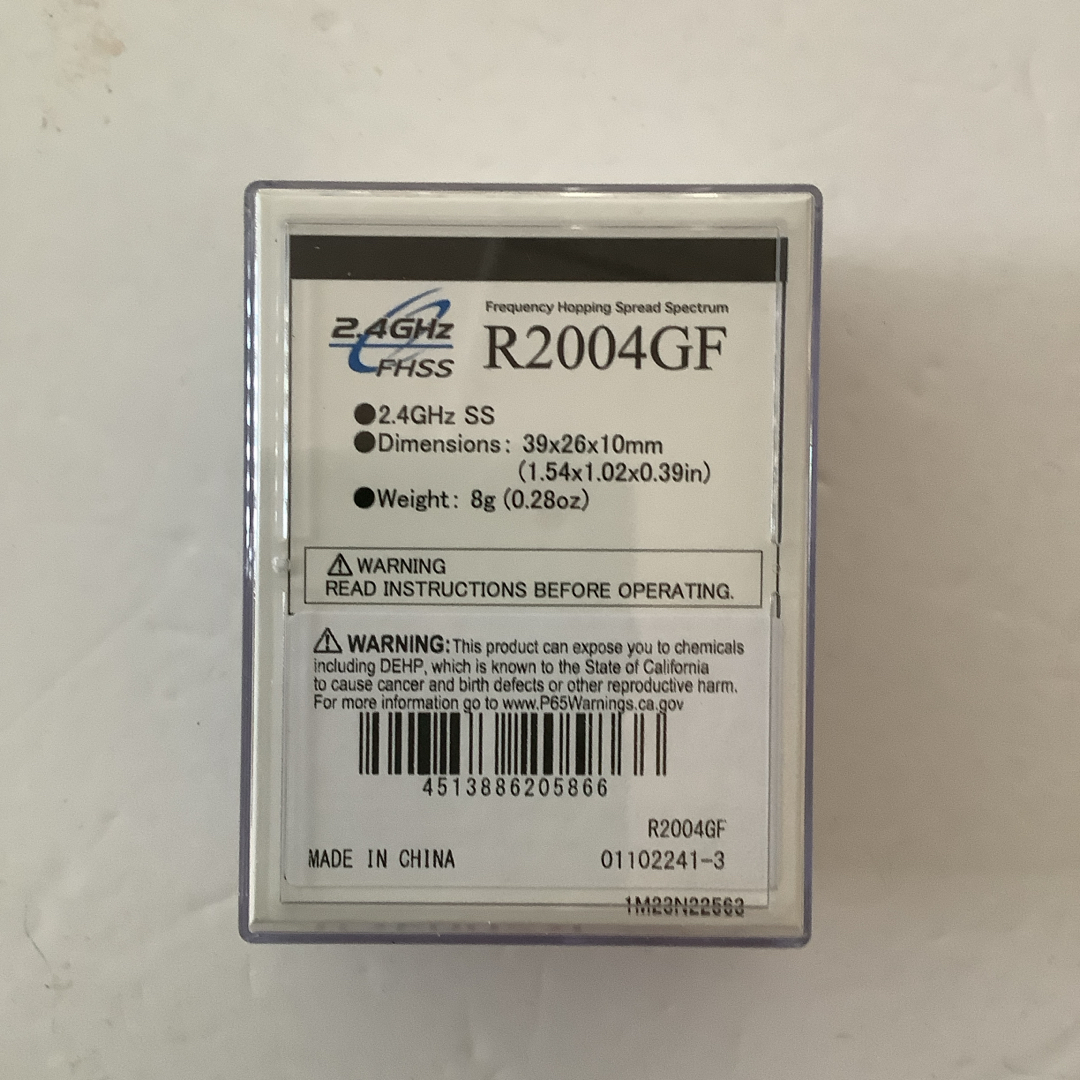 2.4GHz
FHSS
Frequency Hopping Spread Spectrum
R2004GF
●2.4GHz SS
●Dimensions: 39x26x10mm
(1.54x1.02x0.39in)
●Weight: 8g (0.28oz)
⚠ WARNING
READ INSTRUCTIONS BEFORE OPERATING.
⚠ WARNING: This product can expose you to chemicals
including DEHP, which is known to the State of California
to cause cancer and birth defects or other reproductive harm.
For more information go to www.P65Warnings.ca.gov
4513886205866
R2004GF
MADE IN CHINA 01102241-3
1M23N22563